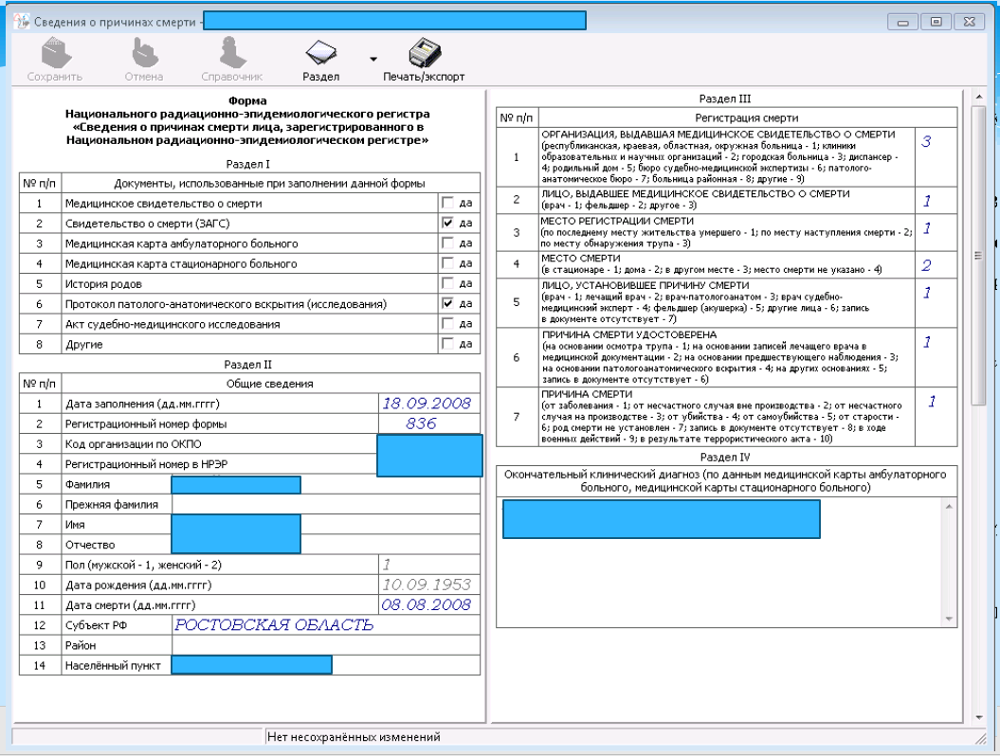 Сведения о причинах смерти -
Сохранить
Отмена
Справочник
Раздел
Печать/экспорт
Форма
Национального радиационно-эпидемиологического регистра
«Сведения о причинах смерти лица, зарегистрированного в
Национальном радиационно-эпидемиологическом регистре»
Раздел I
№ п/п Документы, использованные при заполнении данной формы
1 Медицинское свидетельство о смерти да
2 Свидетельство о смерти (ЗАГС) да
3 Медицинская карта амбулаторного больного да
4 Медицинская карта стационарного больного да
5 История родов да
6 Протокол патолого-анатомического вскрытия (исследования) да
7 Акт судебно-медицинского исследования да
8 Другие да
Раздел II
№ п/п Общие сведения
1 Дата заполнения (дд.мм.гггг) 18.09.2008
2 Регистрационный номер формы 836
3 Код организации по ОКПО
4 Регистрационный номер в НРЭР
5 Фамилия
6 Прежняя фамилия
7 Имя
8 Отчество
9 Пол (мужской - 1, женский - 2) 1
10 Дата рождения (дд.мм.гггг) 10.09.1953
11 Дата смерти (дд.мм.гггг) 08.08.2008
12 Субъект РФ РОСТОВСКАЯ ОБЛАСТЬ
13 Район
14 Населённый пункт
Раздел III
№ п/п Регистрация смерти
1 ОРГАНИЗАЦИЯ, ВЫДАВШАЯ МЕДИЦИНСКОЕ СВИДЕТЕЛЬСТВО О СМЕРТИ 3
(республиканская, краевая, областная, окружная больница - 1; клиники
образовательных и научных организаций - 2; городская больница - 3; диспансер -
4; родильный дом - 5; бюро судебно-медицинской экспертизы - 6; патолого-
анатомическое бюро - 7; больница районная - 8; другие - 9)
2 ЛИЦО, ВЫДАВШЕЕ МЕДИЦИНСКОЕ СВИДЕТЕЛЬСТВО О СМЕРТИ 1
(врач - 1; фельдшер - 2; другое - 3)
3 МЕСТО РЕГИСТРАЦИИ СМЕРТИ 1
(по последнему месту жительства умершего - 1; по месту наступления смерти - 2;
по месту обнаружения трупа - 3)
4 МЕСТО СМЕРТИ 2
(в стационаре - 1; дома - 2; в другом месте - 3; место смерти не указано - 4)
5 ЛИЦО, УСТАНОВИВШЕЕ ПРИЧИНУ СМЕРТИ 1
(врач - 1; лечащий врач - 2; врач-патологоанатом - 3; врач судебно-
медицинский эксперт - 4; фельдшер (акушерка) - 5; другие лица - 6; запись
в документе отсутствует - 7)
6 ПРИЧИНА СМЕРТИ УДОСТОВЕРЕНА 1
(на основании осмотра трупа - 1; на основании записей лечащего врача в
медицинской документации - 2; на основании предшествующего наблюдения - 3;
на основании патологоанатомического вскрытия - 4; на других основаниях - 5;
запись в документе отсутствует - 6)
7 ПРИЧИНА СМЕРТИ 1
(от заболевания - 1; от несчастного случая вне производства - 2; от несчастного
случая на производстве - 3; от убийства - 4; от самоубийства - 5; от старости -
6; род смерти не установлен - 7; запись в документе отсутствует - 8; в ходе
военных действий - 9; в результате террористического акта - 10)
Раздел IV
Окончательный клинический диагноз (по данным медицинской карты амбулаторного
больного, медицинской карты стационарного больного)
Нет несохранённых изменений